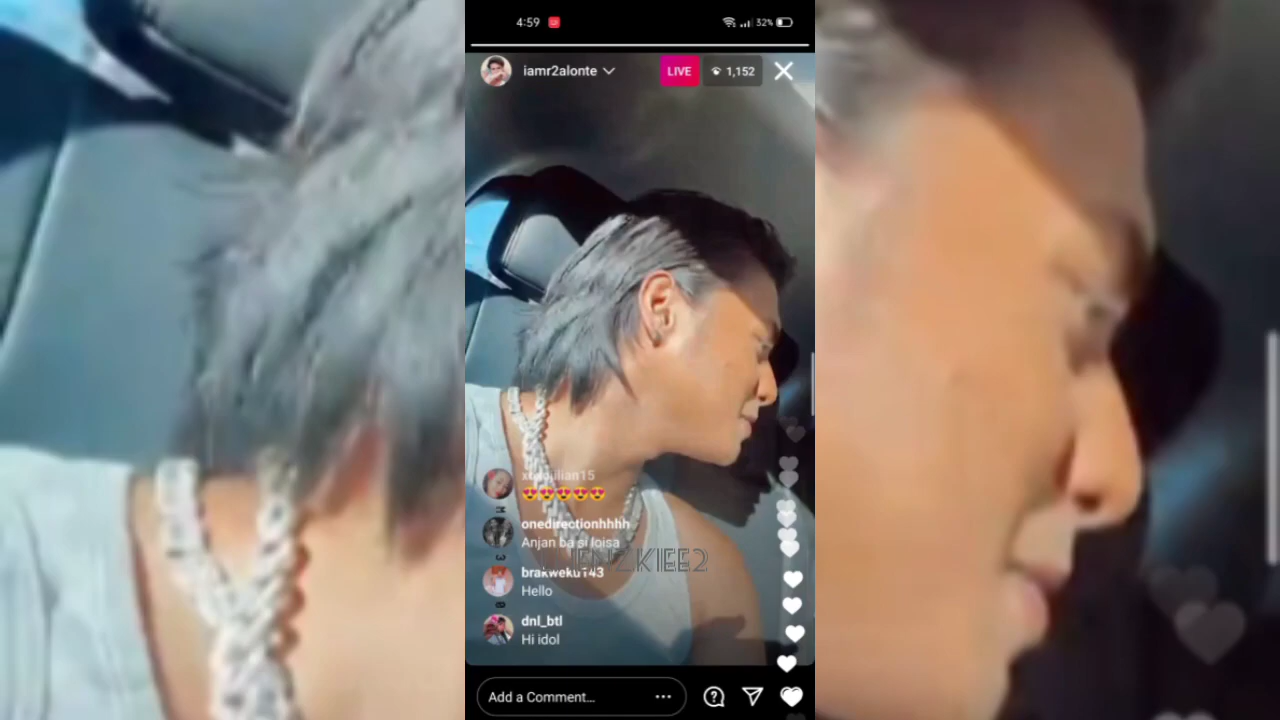 4:59
32%
iamr2alonte
LIVE
1,152
xoxojilian15
😍😍😍😍😍
onedirectionhhhh
Anjan ba si loisa
brakweku143
Hello
dnl_btl
Hi idol
Add a Comment...